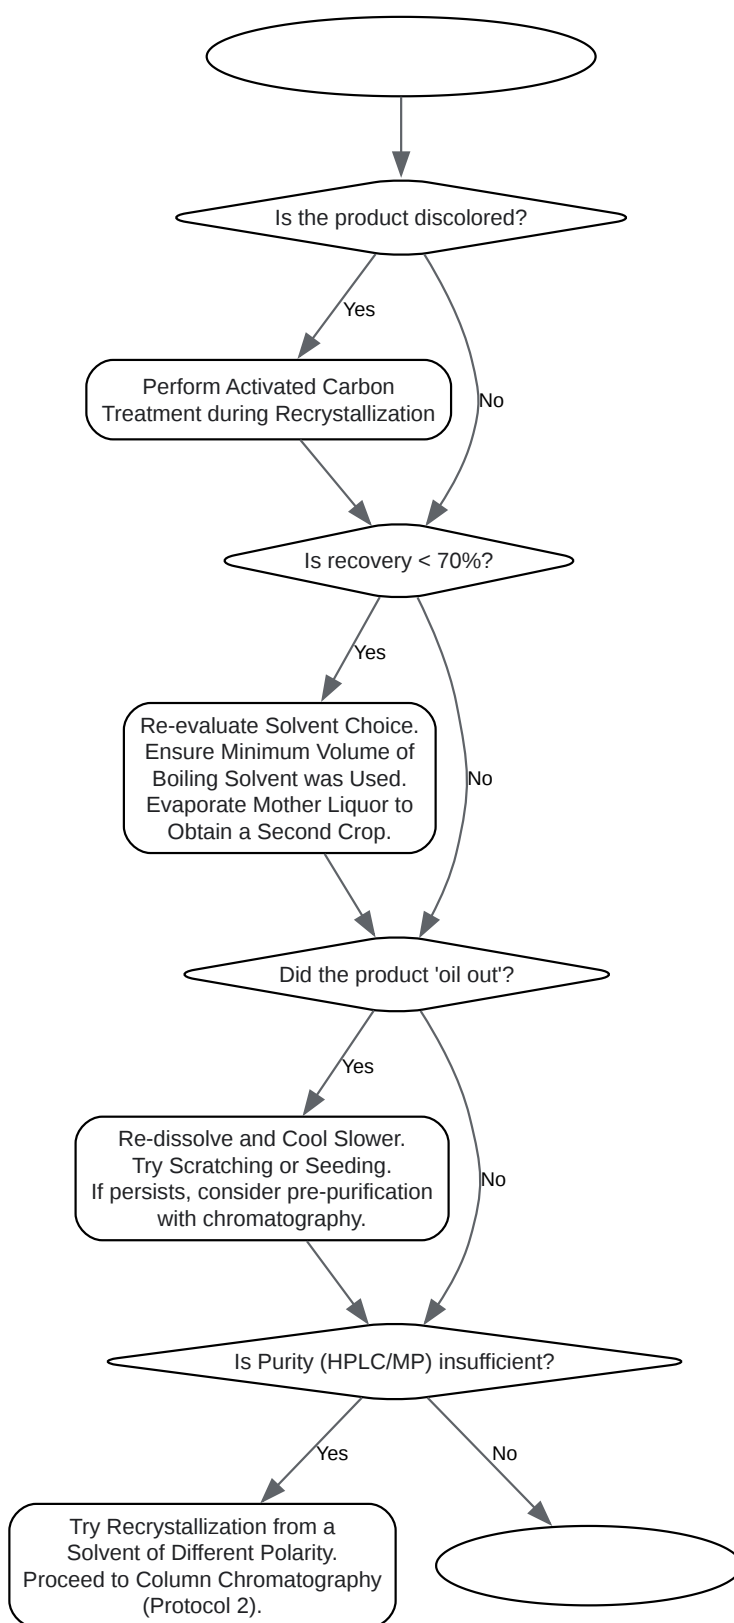 Is the product discolored?
Yes
Perform Activated Carbon
Treatment during Recrystallization
No
Is recovery < 70%?
Yes
Re-evaluate Solvent Choice.
Ensure Minimum Volume of
Boiling Solvent was Used.
Evaporate Mother Liquor to
Obtain a Second Crop.
No
Did the product 'oil out'?
Yes
Re-dissolve and Cool Slower.
Try Scratching or Seeding.
If persists, consider pre-purification
with chromatography.
No
Is Purity (HPLC/MP) insufficient?
Yes
No
Try Recrystallization from a
Solvent of Different Polarity.
Proceed to Column Chromatography
(Protocol 2).